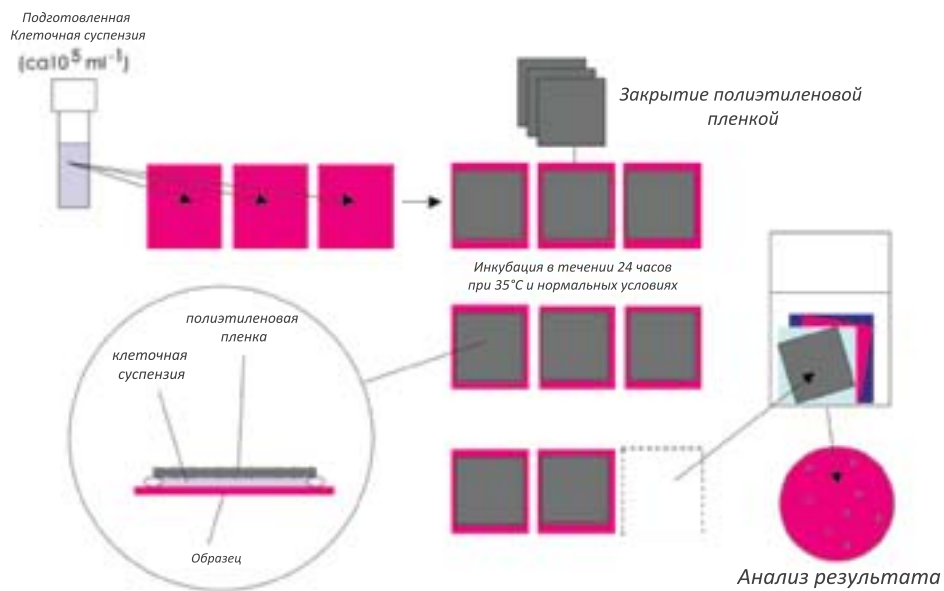 Подготовленная
Клеточная суспензия
(ca10⁵ ml⁻¹)
Закрытие полиэтиленовой
пленкой
Инкубация в течении 24 часов
при 35°С и нормальных условиях
полиэтиленовая
пленка
клеточная
суспензия
Образец
Анализ результата